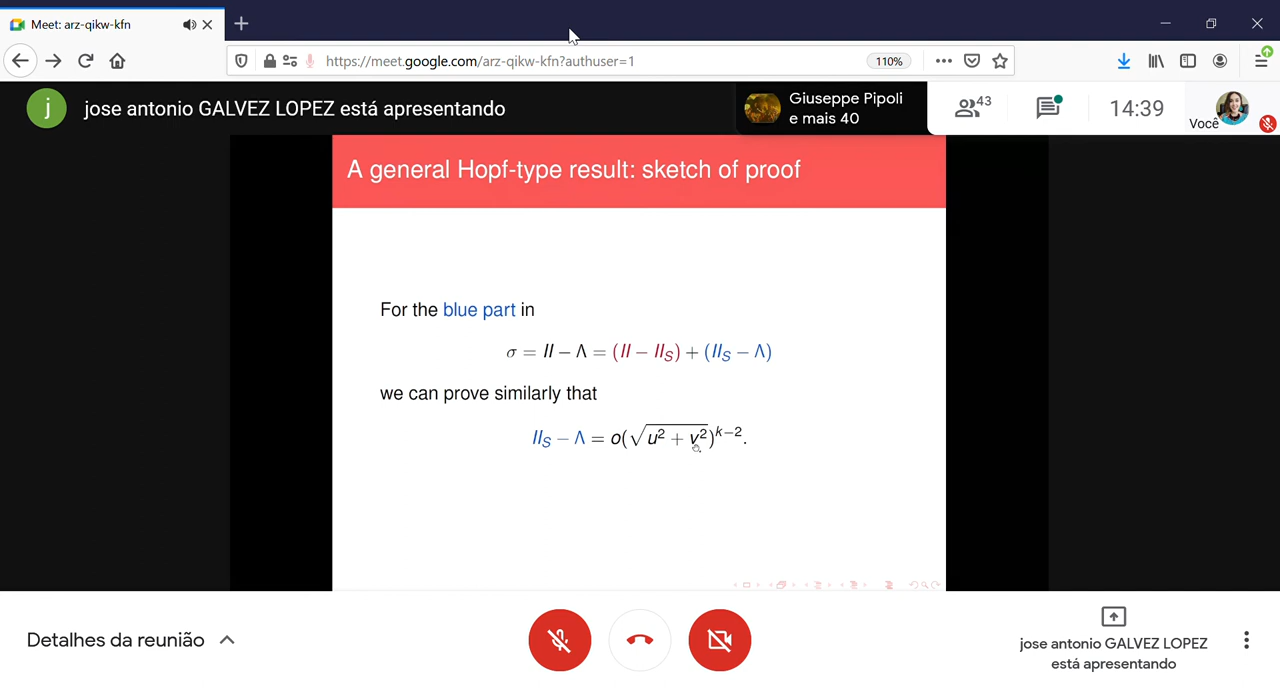 Meet: arz-qikw-kfn
https://meet.google.com/arz-qikw-kfn?authuser=1
110%
j
jose antonio GALVEZ LOPEZ está apresentando
Giuseppe Pipoli
e mais 40
43
14:39
Você
A general Hopf-type result: sketch of proof
For the blue part in
σ = II − Λ = (II − II_S) + (II_S − Λ)
we can prove similarly that
II_S − Λ = o(√u² + v²)^{k−2}.
Detalhes da reunião
jose antonio GALVEZ LOPEZ
está apresentando